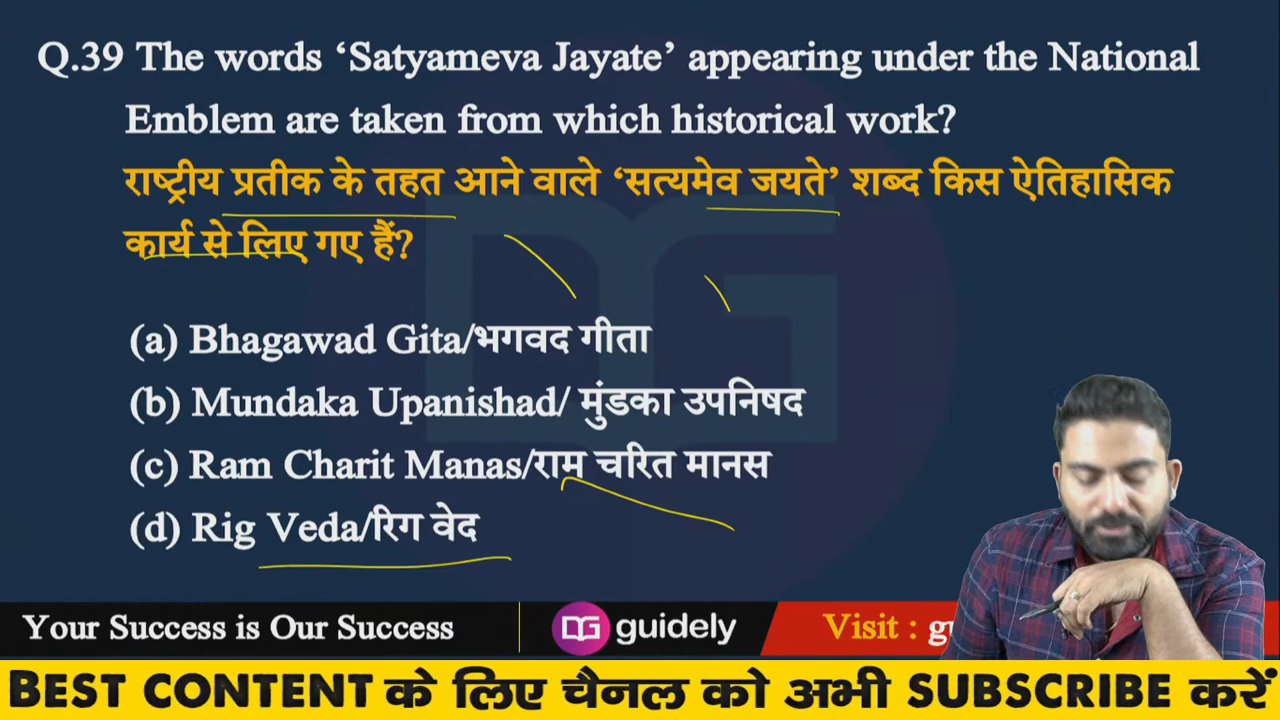 Q.39 The words ‘Satyameva Jayate’ appearing under the National
Emblem are taken from which historical work?
राष्ट्रीय प्रतीक के तहत आने वाले ‘सत्यमेव जयते’ शब्द किस ऐतिहासिक
कार्य से लिए गए हैं?
(a) Bhagawad Gita/भगवद गीता
(b) Mundaka Upanishad/ मुंडका उपनिषद
(c) Ram Charit Manas/राम चरित मानस
(d) Rig Veda/रिग वेद
Your Success is Our Success
DG guidely
Visit :
BEST CONTENT के लिए चैनल को अभी SUBSCRIBE करें